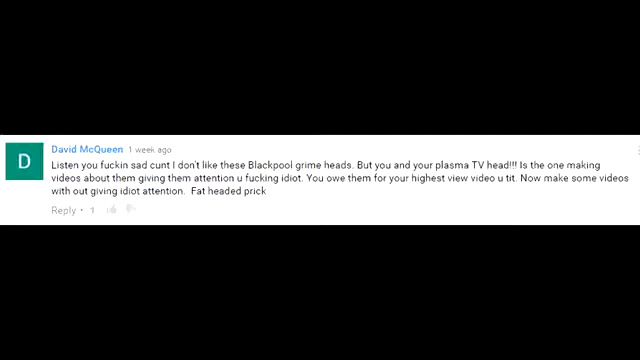 D
David McQueen 1 week ago
Listen you fuckin sad cunt I don't like these Blackpool grime heads. But you and your plasma TV head!!! Is the one making
videos about them giving them attention u fucking idiot. You owe them for your highest view video u tit. Now make some videos
with out giving idiot attention. Fat headed prick
Reply • 1